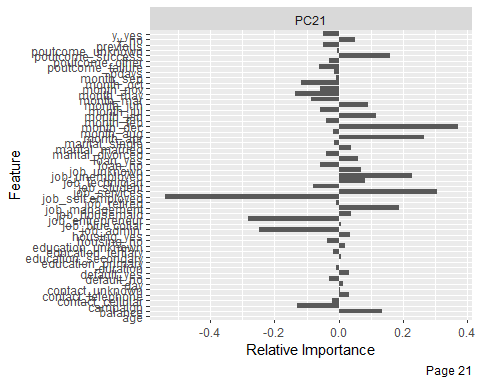 PC21
y_yes
y_no
previous
poutcome_unknown
poutcome_success
poutcome_other
poutcome_failure
pdays
month_sep
month_oct
month_nov
month_may
month_mar
month_jun
month_jul
month_jan
month_feb
month_dec
month_aug
month_apr
marital_single
marital_married
marital_divorced
loan_yes
loan_no
job_unknown
job_unemployed
job_technician
job_student
job_services
job_self.employed
job_retired
job_management
job_housemaid
job_entrepreneur
job_blue.collar
job_admin.
housing_yes
housing_no
education_unknown
education_tertiary
education_secondary
education_primary
duration
default_yes
default_no
day
contact_unknown
contact_telephone
contact_cellular
campaign
balance
age
Feature
-0.4 -0.2 0.0 0.2 0.4
Relative Importance
Page 21